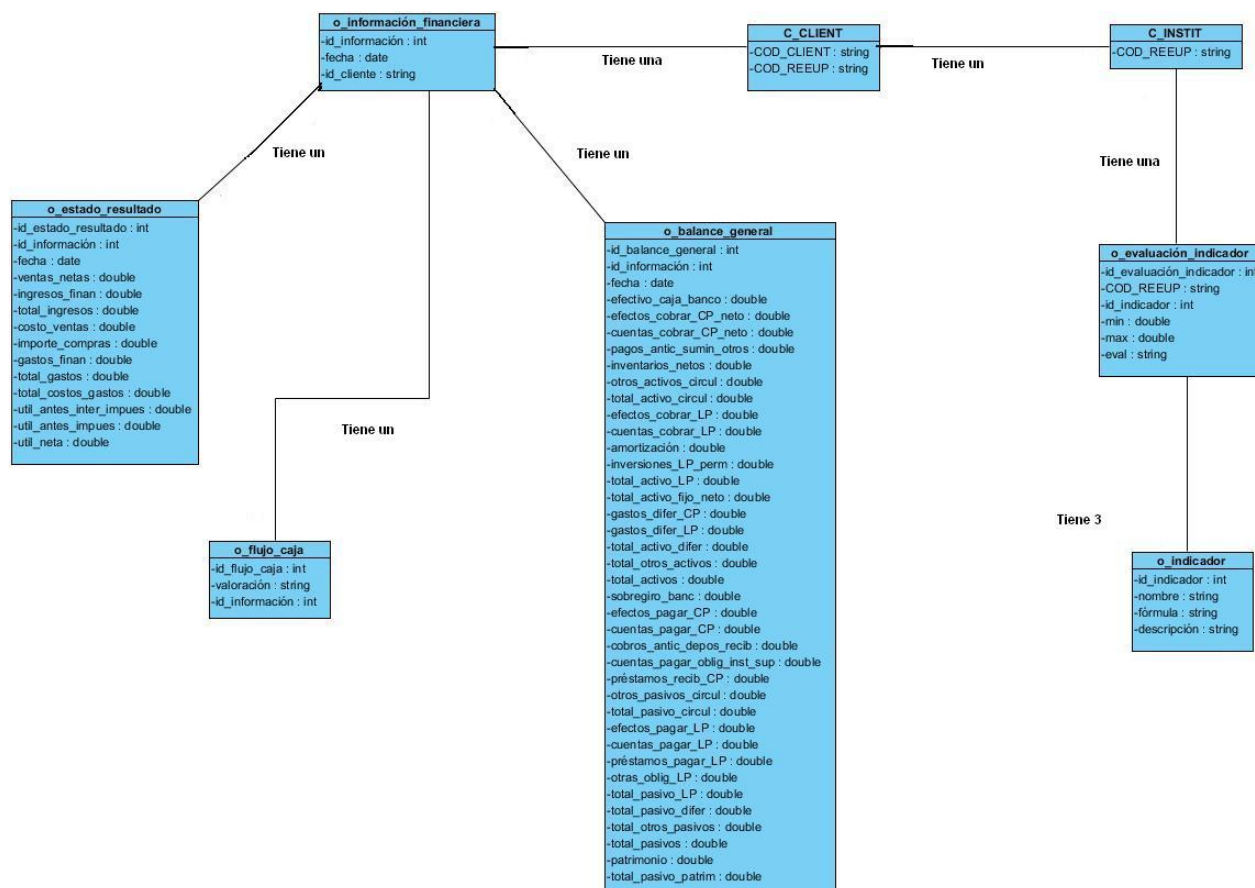 o_información_financiera
-id_información : int
-fecha : date
-id_cliente : string
Tiene una
C_CLIENT
-COD_CLIENT : string
-COD_REEUP : string
Tiene un
C_INSTIT
-COD_REEUP : string
Tiene un
Tiene un
Tiene una
o_estado_resultado
-id_estado_resultado : int
-id_información : int
-fecha : date
-ventas_netas : double
-ingresos_finan : double
-total_ingresos : double
-costo_ventas : double
-importe_compras : double
-gastos_finan : double
-total_gastos : double
-total_costos_gastos : double
-util_antes_inter_impues : double
-util_antes_impues : double
-util_neta : double
Tiene un
o_balance_general
-id_balance_general : int
-id_información : int
-fecha : date
-efectivo_caja_banco : double
-efectos_cobrar_CP_neto : double
-cuentas_cobrar_CP_neto : double
-pagos_antic_sumin_otros : double
-inventarios_netos : double
-otros_activos_circul : double
-total_activo_circul : double
-efectos_cobrar_LP : double
-cuentas_cobrar_LP : double
-amortización : double
-inversiones_LP_perm : double
-total_activo_LP : double
-total_activo_fijo_neto : double
-gastos_difer_CP : double
-gastos_difer_LP : double
-total_activo_difer : double
-total_otros_activos : double
-total_activos : double
-sobregiro_banc : double
-efectos_pagar_CP : double
-cuentas_pagar_CP : double
-cobros_antic_depos_recib : double
-cuentas_pagar_oblig_inst_sup : double
-préstamos_recib_CP : double
-otros_pasivos_circul : double
-total_pasivo_circul : double
-efectos_pagar_LP : double
-cuentas_pagar_LP : double
-préstamos_pagar_LP : double
-otras_oblig_LP : double
-total_pasivo_LP : double
-total_pasivo_difer : double
-total_otros_pasivos : double
-total_pasivos : double
-patrimonio : double
-total_pasivo_patrim : double
o_evaluación_indicador
-id_evaluación_indicador : int
-COD_REEUP : string
-id_indicador : int
-min : double
-max : double
-eval : string
Tiene 3
o_flujo_caja
-id_flujo_caja : int
-valoración : string
-id_información : int
o_indicador
-id_indicador : int
-nombre : string
-fórmula : string
-descripción : string